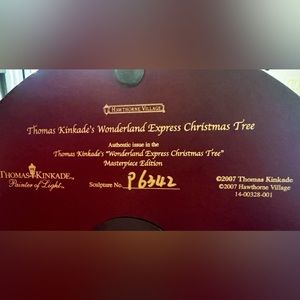 HAWTHORNE VILLAGE
Thomas Kinkade's Wonderland Express Christmas Tree
Authentic issue in the
Thomas Kinkade's "Wonderland Express Christmas Tree"
Masterpiece Edition
THOMAS KINKADE
Painter of Light™
Sculpture No. P6342
©2007 Thomas Kinkade
©2007 Hawthorne Village
14-00328-001